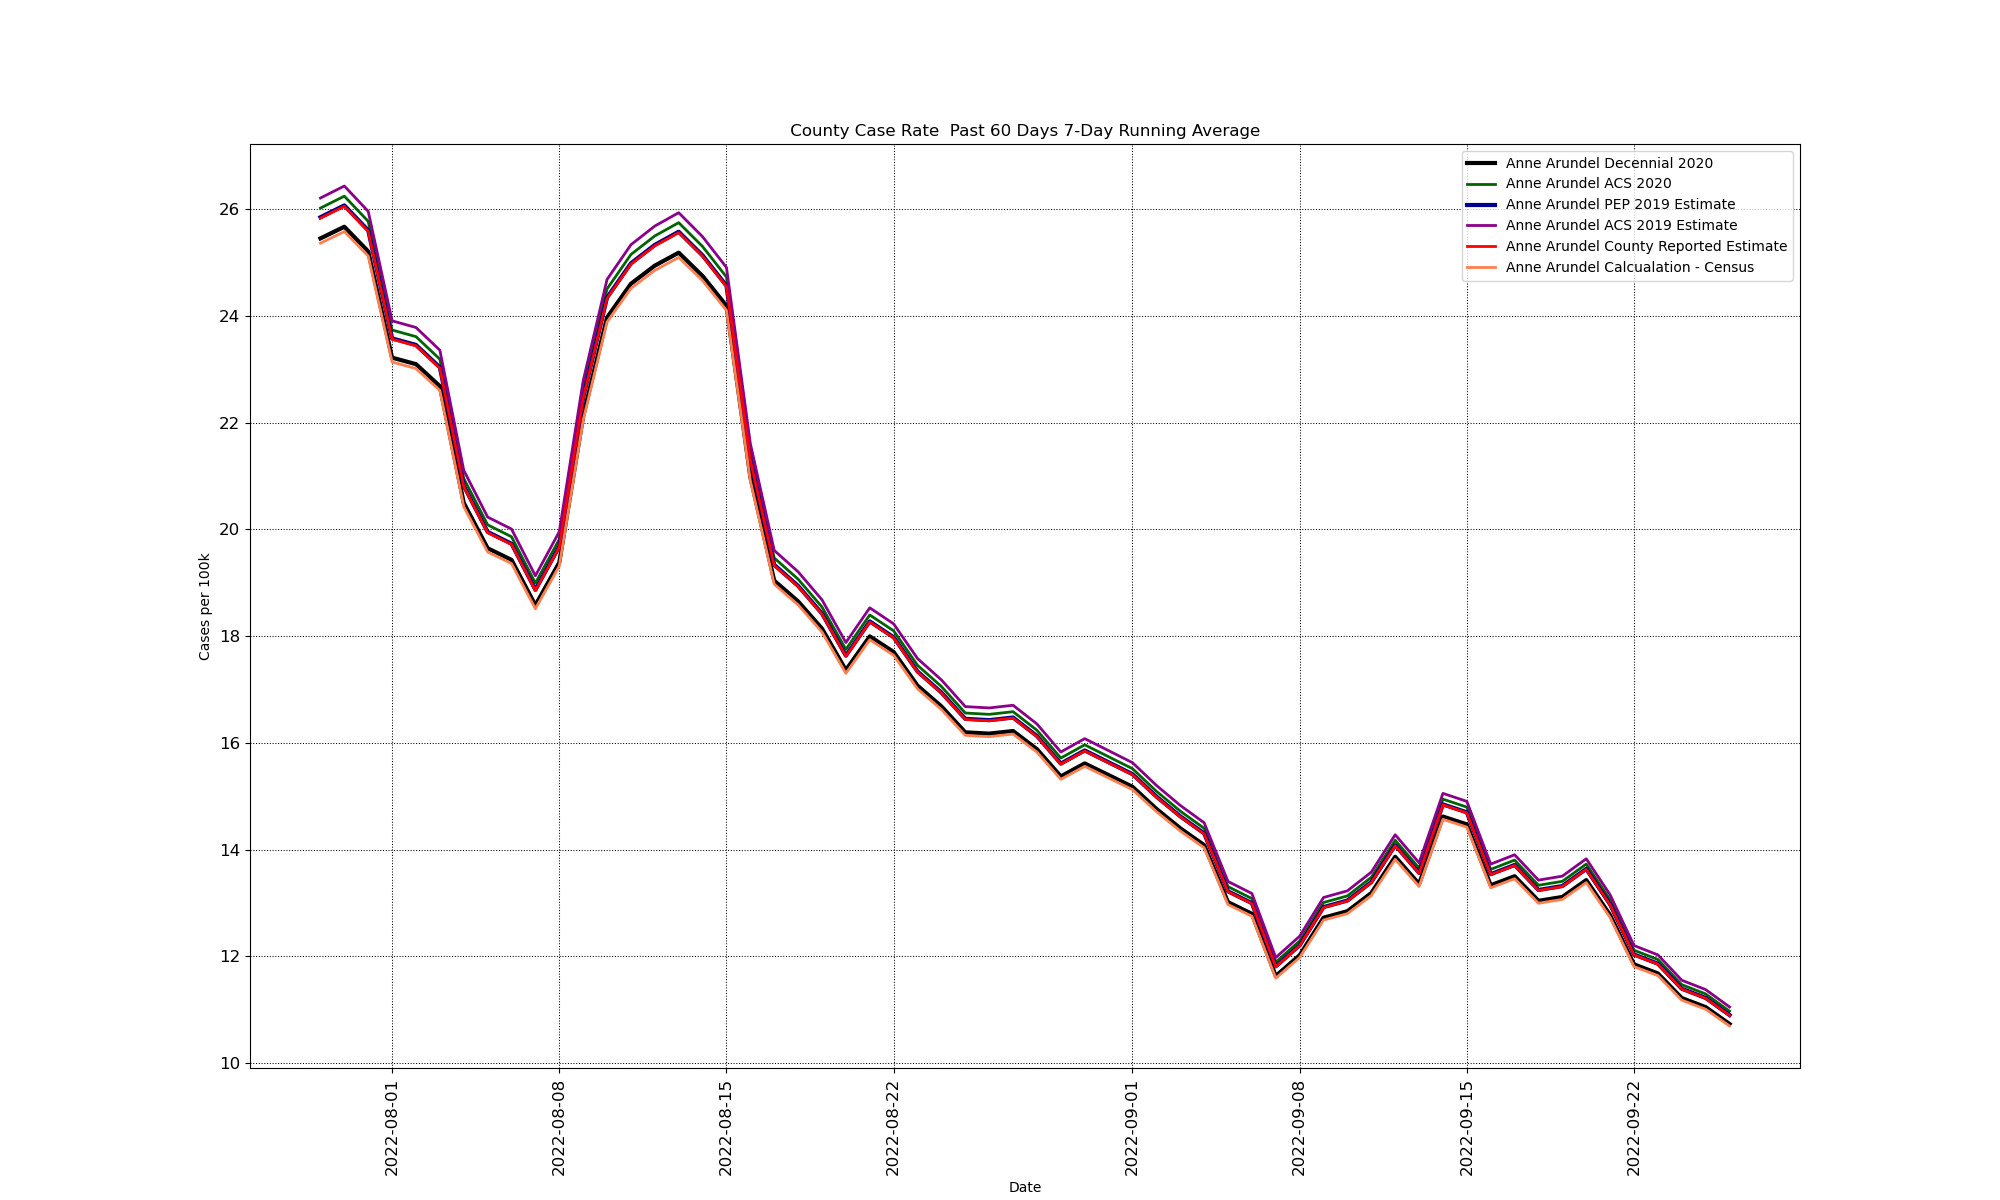 County Case Rate  Past 60 Days 7-Day Running Average
Anne Arundel Decennial 2020
Anne Arundel ACS 2020
Anne Arundel PEP 2019 Estimate
Anne Arundel ACS 2019 Estimate
Anne Arundel County Reported Estimate
Anne Arundel Calcualation - Census
Cases per 100k
26
24
22
20
18
16
14
12
10
2022-08-01
2022-08-08
2022-08-15
2022-08-22
2022-09-01
2022-09-08
2022-09-15
2022-09-22
Date